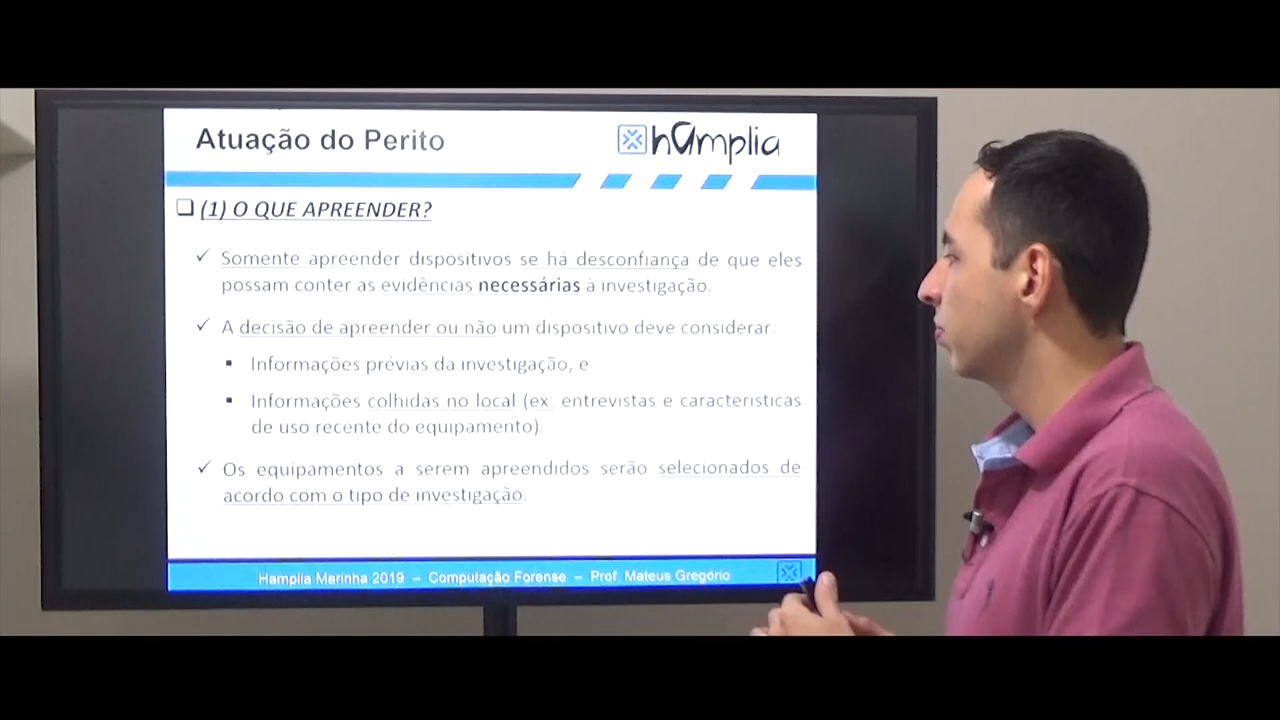 Atuação do Perito
hamplia
(1) O QUE APREENDER?
Somente apreender dispositivos se há desconfiança de que eles
possam conter as evidências necessárias à investigação.
A decisão de apreender ou não um dispositivo deve considerar:
Informações prévias da investigação, e
Informações colhidas no local (ex: entrevistas e características
de uso recente do equipamento).
Os equipamentos a serem apreendidos serão selecionados de
acordo com o tipo de investigação.
Hamplia Marinha 2019 – Computação Forense – Prof. Mateus Gregório